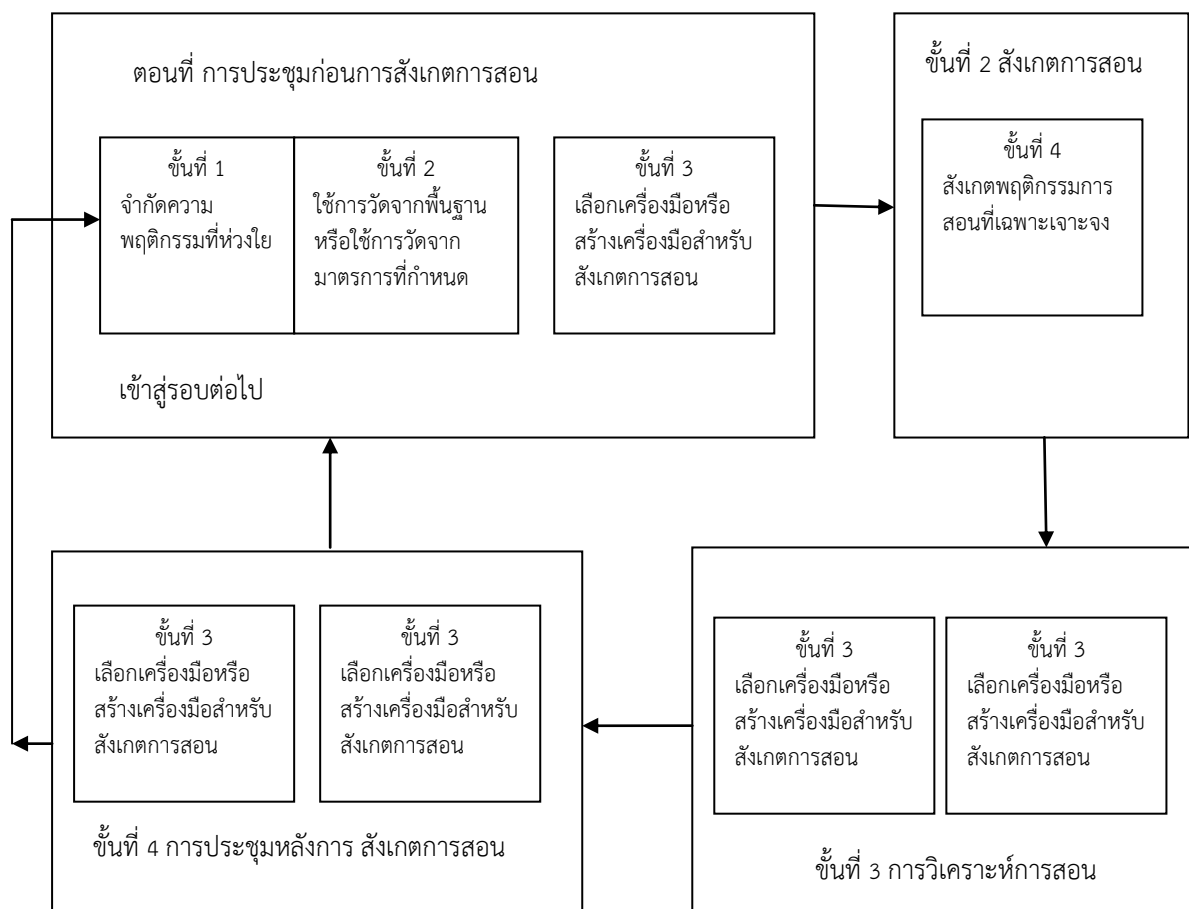 ตอนที่ การประชุมก่อนการสังเกตการสอน
ขั้นที่ 1
จำกัดความ
พฤติกรรมที่ห่วงใย
ขั้นที่ 2
ใช้การวัดจากพื้นฐาน
หรือใช้การวัดจาก
มาตรการที่กำหนด
ขั้นที่ 3
เลือกเครื่องมือหรือ
สร้างเครื่องมือสำหรับ
สังเกตการสอน
เข้าสู่รอบต่อไป
ขั้นที่ 2 สังเกตการสอน
ขั้นที่ 4
สังเกตพฤติกรรมการ
สอนที่เฉพาะเจาะจง
ขั้นที่ 3
เลือกเครื่องมือหรือ
สร้างเครื่องมือสำหรับ
สังเกตการสอน
ขั้นที่ 3
เลือกเครื่องมือหรือ
สร้างเครื่องมือสำหรับ
สังเกตการสอน
ขั้นที่ 4 การประชุมหลังการ สังเกตการสอน
ขั้นที่ 3
เลือกเครื่องมือหรือ
สร้างเครื่องมือสำหรับ
สังเกตการสอน
ขั้นที่ 3
เลือกเครื่องมือหรือ
สร้างเครื่องมือสำหรับ
สังเกตการสอน
ขั้นที่ 3 การวิเคราะห์การสอน